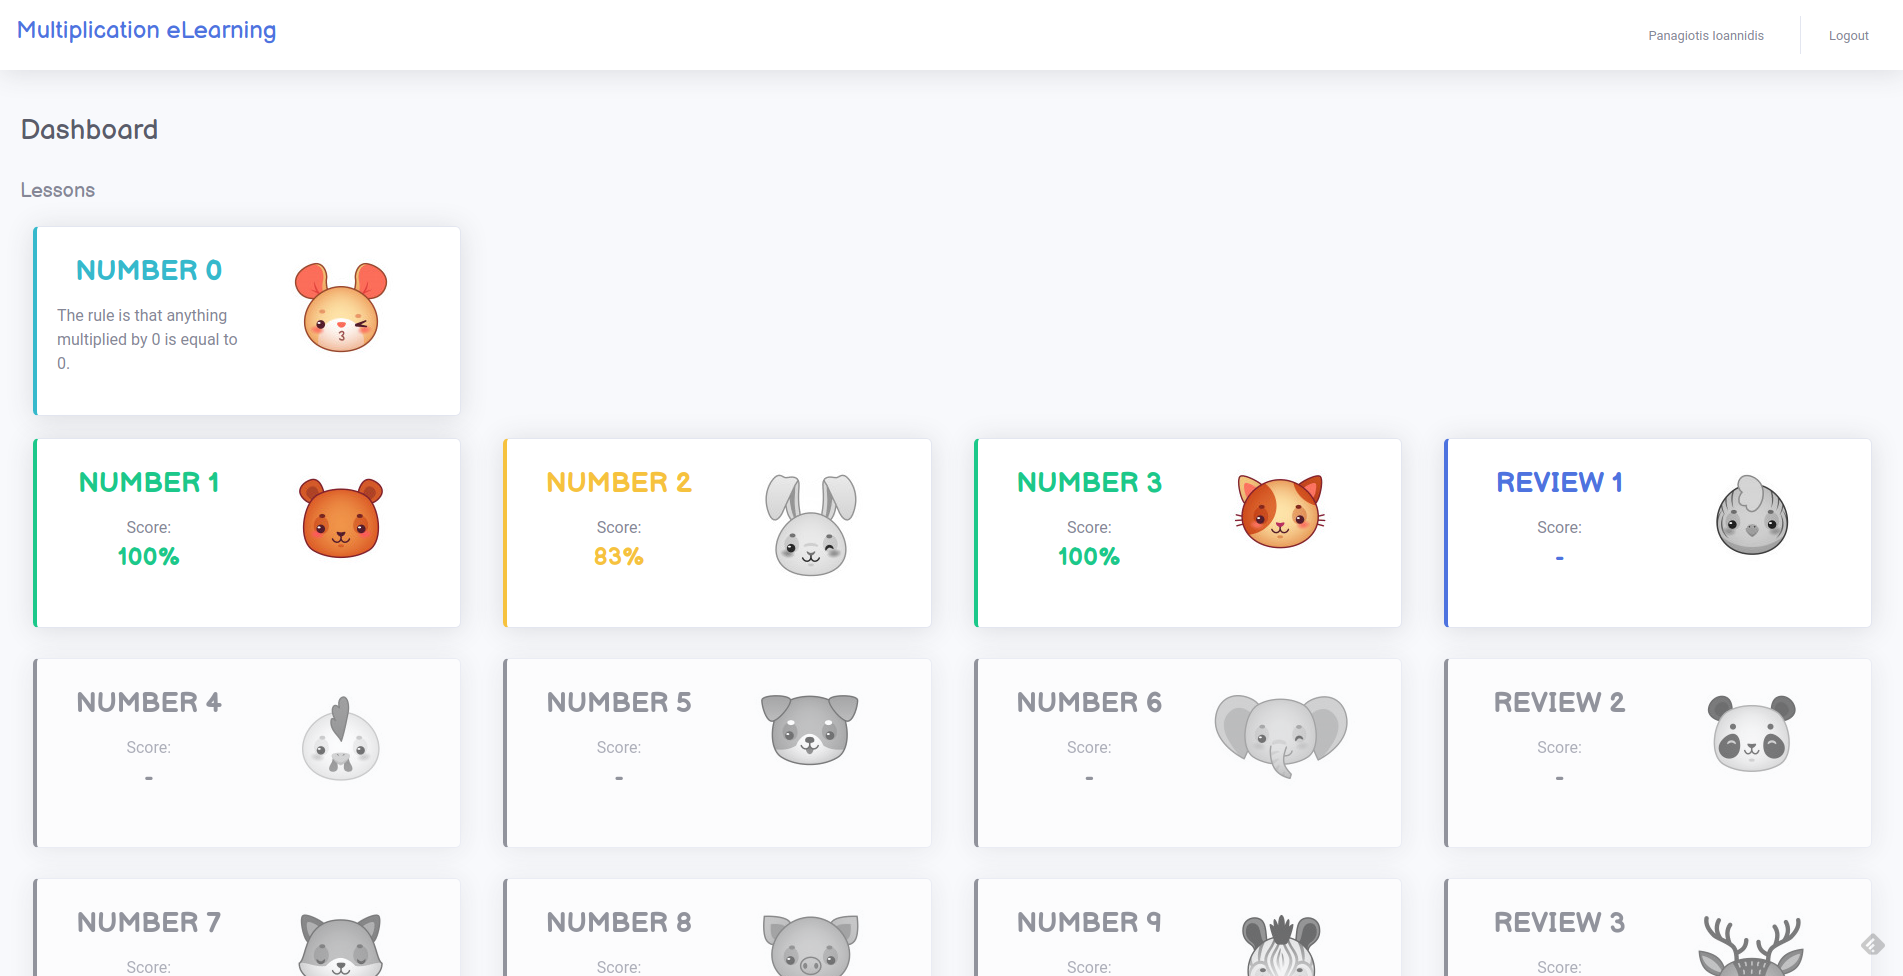 Multiplication eLearning
Panagiotis Ioannidis
Logout
Dashboard
Lessons
NUMBER 0
The rule is that anything
multiplied by 0 is equal to
0.
NUMBER 1
Score:
100%
NUMBER 2
Score:
83%
NUMBER 3
Score:
100%
REVIEW 1
Score:
-
NUMBER 4
Score:
-
NUMBER 5
Score:
-
NUMBER 6
Score:
-
REVIEW 2
Score:
-
NUMBER 7
Score:
NUMBER 8
Score:
NUMBER 9
Score:
REVIEW 3
Score: